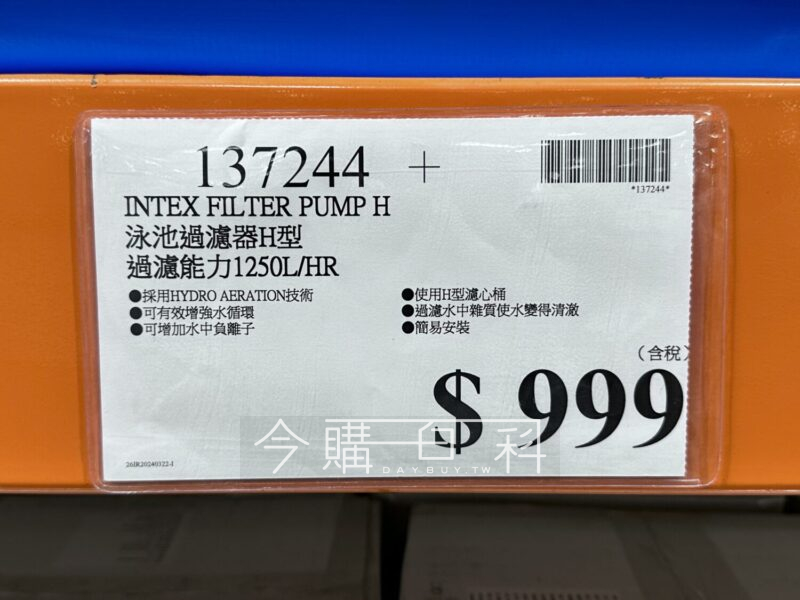 137244 +
*137244*
INTEX FILTER PUMP H
泳池過濾器H型
過濾能力1250L/HR
●採用HYDRO AERATION技術
●可有效增強水循環
●可增加水中負離子
●使用H型濾心桶
●過濾水中雜質使水變得清澈
●簡易安裝
(含稅)
$ 999
今購百科
DAY.BUY.TW
26IR20240322-1